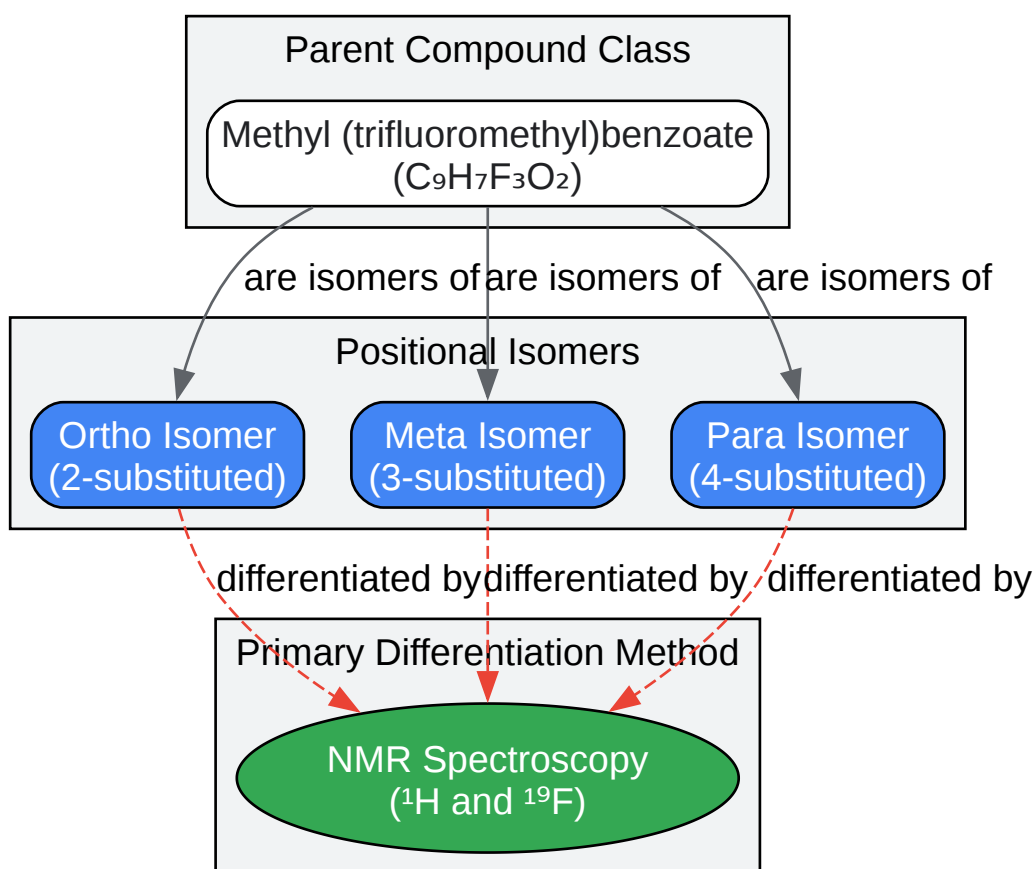 Parent Compound Class
Methyl (trifluoromethyl)benzoate
(C₉H₇F₃O₂)
are isomers of
are isomers of
are isomers of
Positional Isomers
Ortho Isomer
(2-substituted)
Meta Isomer
(3-substituted)
Para Isomer
(4-substituted)
differentiated by
differentiated by
differentiated by
Primary Differentiation Method
NMR Spectroscopy
(¹H and ¹⁹F)